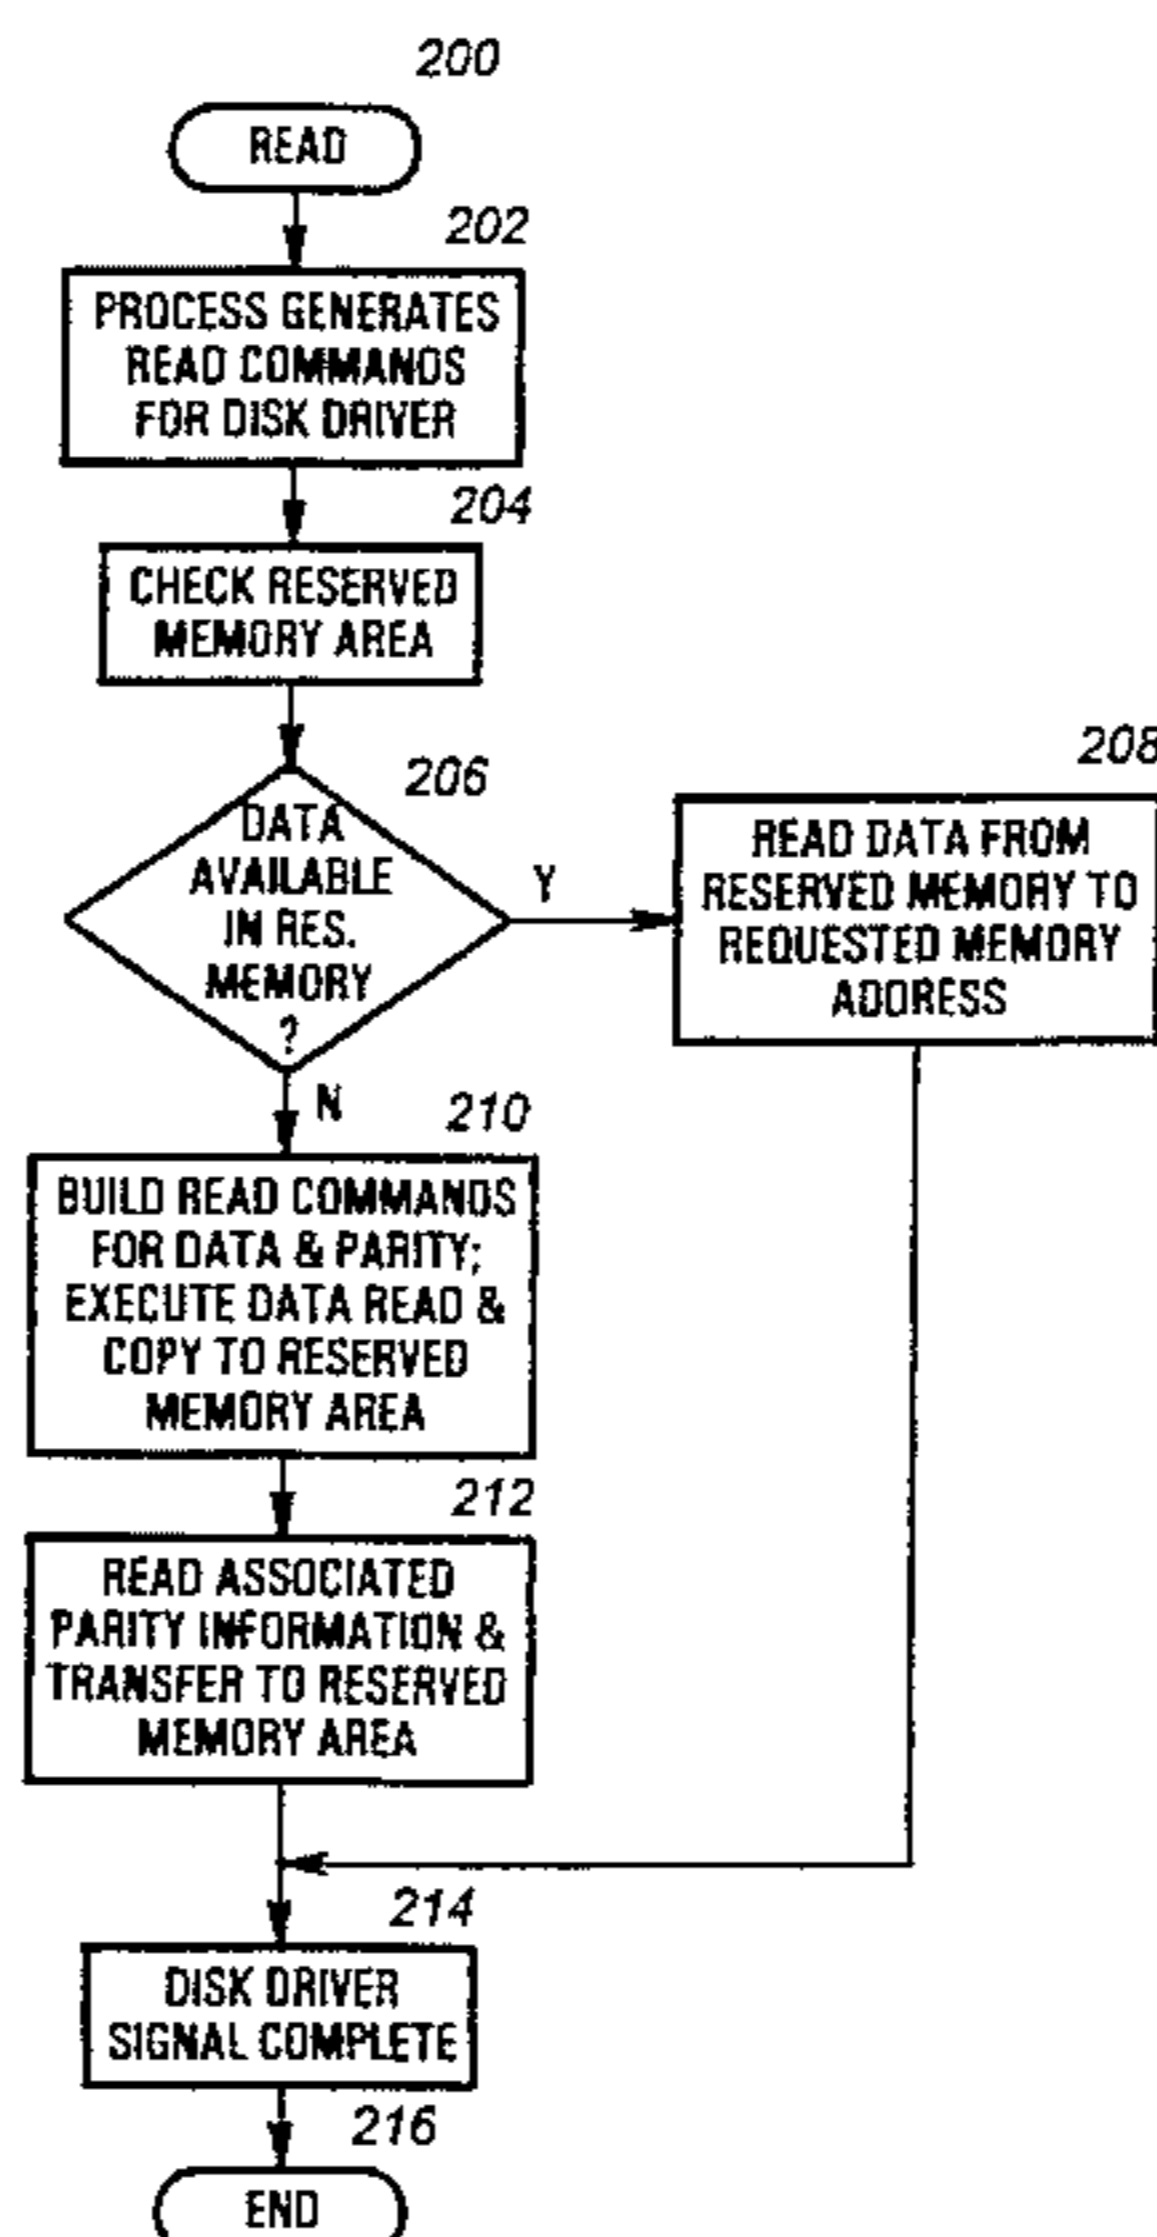 200
READ
202
PROCESS GENERATES
READ COMMANDS
FOR DISK DRIVER
204
CHECK RESERVED
MEMORY AREA
206
DATA
AVAILABLE
IN RES.
MEMORY
?
Y
208
READ DATA FROM
RESERVED MEMORY TO
REQUESTED MEMORY
ADDRESS
N
210
BUILD READ COMMANDS
FOR DATA & PARITY;
EXECUTE DATA READ &
COPY TO RESERVED
MEMORY AREA
212
READ ASSOCIATED
PARITY INFORMATION &
TRANSFER TO RESERVED
MEMORY AREA
214
DISK DRIVER
SIGNAL COMPLETE
216
END